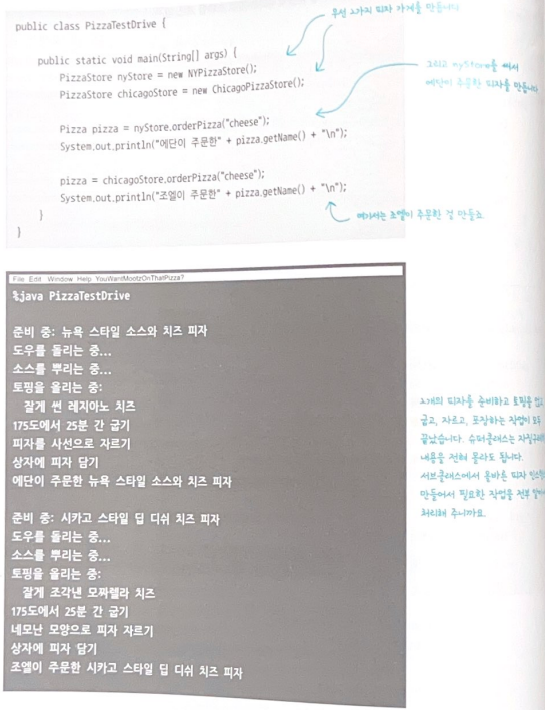 public class PizzaTestDrive {
우선 2가지 피자 가게를 만듭니다
public static void main(String[] args) {
PizzaStore nyStore = new NYPizzaStore();
PizzaStore chicagoStore = new ChicagoPizzaStore();
그리고 nyStore를 써서
에단이 주문한 피자를 만듭니다
Pizza pizza = nyStore.orderPizza("cheese");
System.out.println("에단이 주문한" + pizza.getName() + "\n");
pizza = chicagoStore.orderPizza("cheese");
System.out.println("조엘이 주문한" + pizza.getName() + "\n");
}
여기서는 조엘이 주문한 걸 만들죠.
}
File Edit Window Help YouWantMootzOnThatPizza?
%java PizzaTestDrive
준비 중: 뉴욕 스타일 소스와 치즈 피자
도우를 돌리는 중...
소스를 뿌리는 중...
토핑을 올리는 중:
잘게 썬 레지아노 치즈
175도에서 25분 간 굽기
피자를 사선으로 자르기
상자에 피자 담기
에단이 주문한 뉴욕 스타일 소스와 치즈 피자
준비 중: 시카고 스타일 딥 디쉬 치즈 피자
도우를 돌리는 중...
소스를 뿌리는 중...
토핑을 올리는 중:
잘게 조각낸 모짜렐라 치즈
175도에서 25분 간 굽기
네모난 모양으로 피자 자르기
상자에 피자 담기
조엘이 주문한 시카고 스타일 딥 디쉬 치즈 피자
2개의 피자를 준비하고 토핑을
굽고, 자르고, 포장하는 작업이 모두
끝났습니다. 슈퍼클래스는
내용을 전혀 몰라도 됩니다.
서브클래스에서 올바른 피자
만들어서 필요한 작업을 전부
처리해 주니까요.